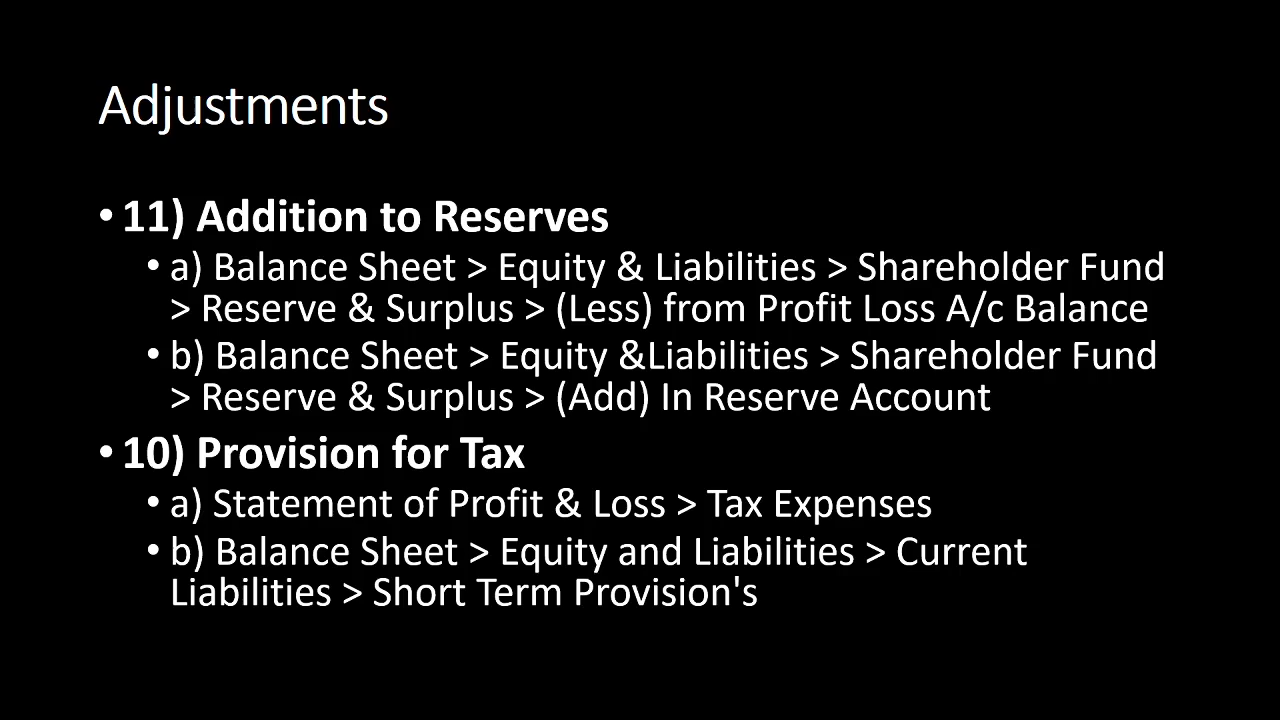 Adjustments
• 11) Addition to Reserves
• a) Balance Sheet > Equity & Liabilities > Shareholder Fund
> Reserve & Surplus > (Less) from Profit Loss A/c Balance
• b) Balance Sheet > Equity &Liabilities > Shareholder Fund
> Reserve & Surplus > (Add) In Reserve Account
• 10) Provision for Tax
• a) Statement of Profit & Loss > Tax Expenses
• b) Balance Sheet > Equity and Liabilities > Current
Liabilities > Short Term Provision's